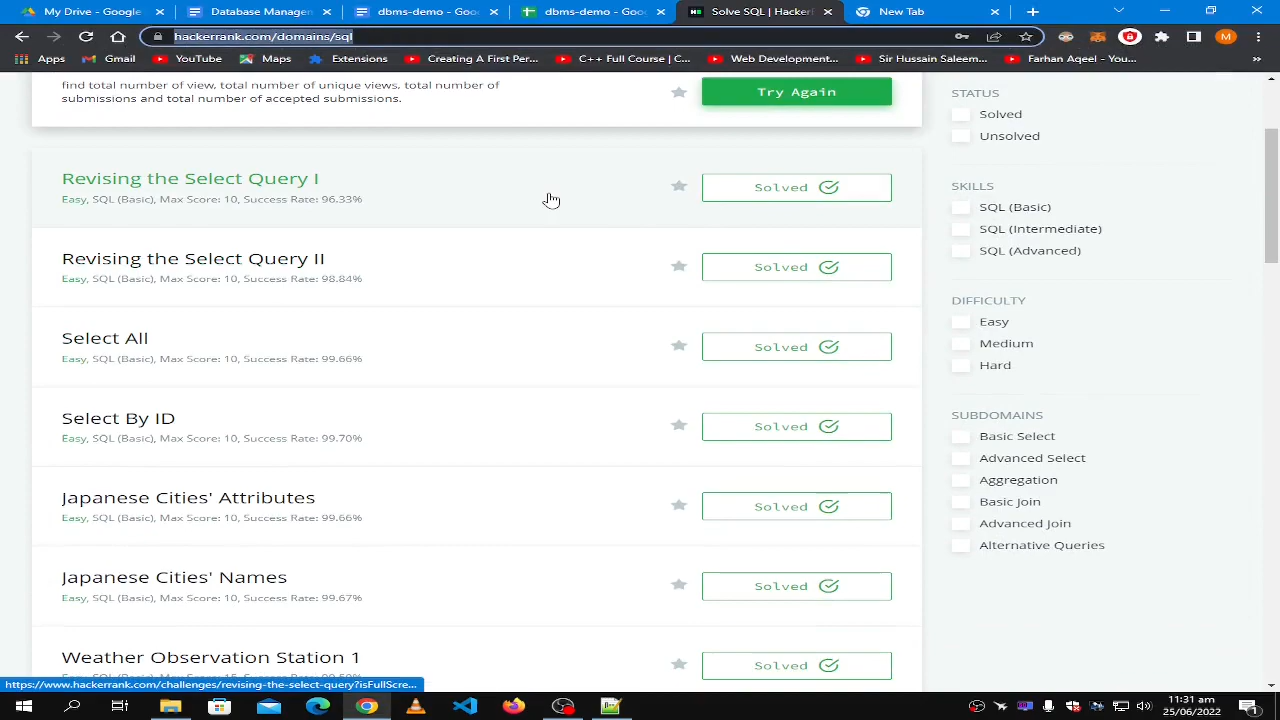 My Drive - Google
Database Manager
dbms-demo - Goo
dbms-demo - Goo
Solve SQL | Hackerr
New Tab
hackerrank.com/domains/sql
M
Apps
Gmail
YouTube
Maps
Extensions
Creating A First Per...
C++ Full Course | C...
Web Development...
Sir Hussain Saleem...
Farhan Aqeel - You...
find total number of view, total number of unique views, total number of
submissions and total number of accepted submissions.
Try Again
Revising the Select Query I
Easy, SQL (Basic), Max Score: 10, Success Rate: 96.33%
Solved
Revising the Select Query II
Easy, SQL (Basic), Max Score: 10, Success Rate: 98.84%
Solved
Select All
Easy, SQL (Basic), Max Score: 10, Success Rate: 99.66%
Solved
Select By ID
Easy, SQL (Basic), Max Score: 10, Success Rate: 99.70%
Solved
Japanese Cities' Attributes
Easy, SQL (Basic), Max Score: 10, Success Rate: 99.66%
Solved
Japanese Cities' Names
Easy, SQL (Basic), Max Score: 10, Success Rate: 99.67%
Solved
Weather Observation Station 1
Solved
STATUS
Solved
Unsolved
SKILLS
SQL (Basic)
SQL (Intermediate)
SQL (Advanced)
DIFFICULTY
Easy
Medium
Hard
SUBDOMAINS
Basic Select
Advanced Select
Aggregation
Basic Join
Advanced Join
Alternative Queries
https://www.hackerrank.com/challenges/revising-the-select-query?isFullScre...
11:31 am
25/06/2022
1